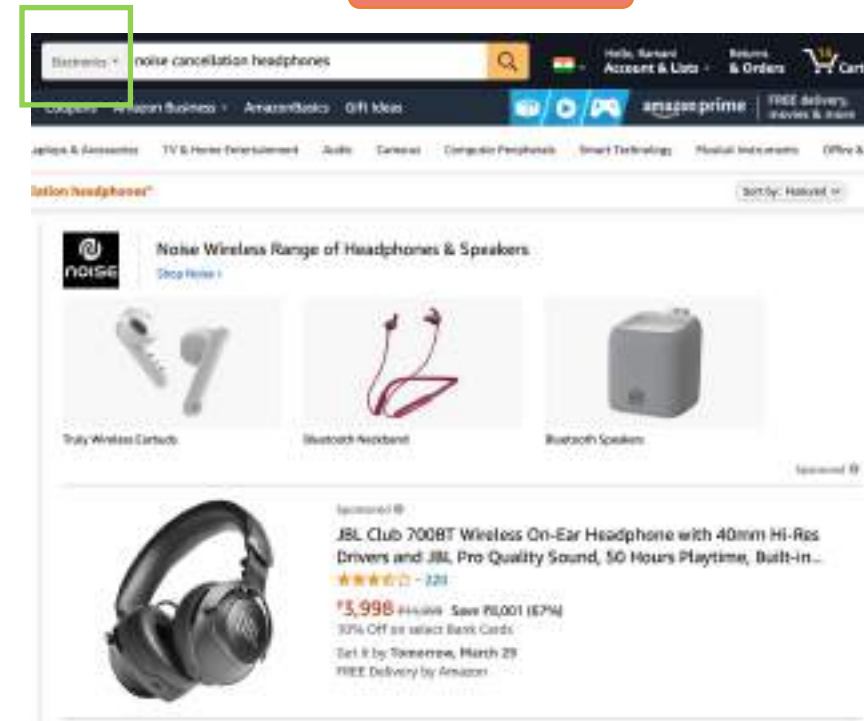 Electronics
noise cancellation headphones
Hello, Ramani
Account & Lists
Returns
& Orders
Cart
Coupons
Amazon Business
AmazonBasics
Gift Ideas
amazonprime
FREE delivery,
movies & more
Laptops & Accessories
TV & Home Entertainment
Audio
Cameras
Computer Peripherals
Smart Technology
Musical Instruments
Office &
lation headphones"
Sort by: Featured
NOISE
Noise Wireless Range of Headphones & Speakers
Shop Noise ›
Truly Wireless Earbuds
Bluetooth Neckband
Bluetooth Speakers
Sponsored
Sponsored
JBL Club 700BT Wireless On-Ear Headphone with 40mm Hi-Res
Drivers and JBL Pro Quality Sound, 50 Hours Playtime, Built-in...
₹3,998 Save ₹8,001 (67%)
10% Off on select Bank Cards
Get it by Tomorrow, March 29
FREE Delivery by Amazon